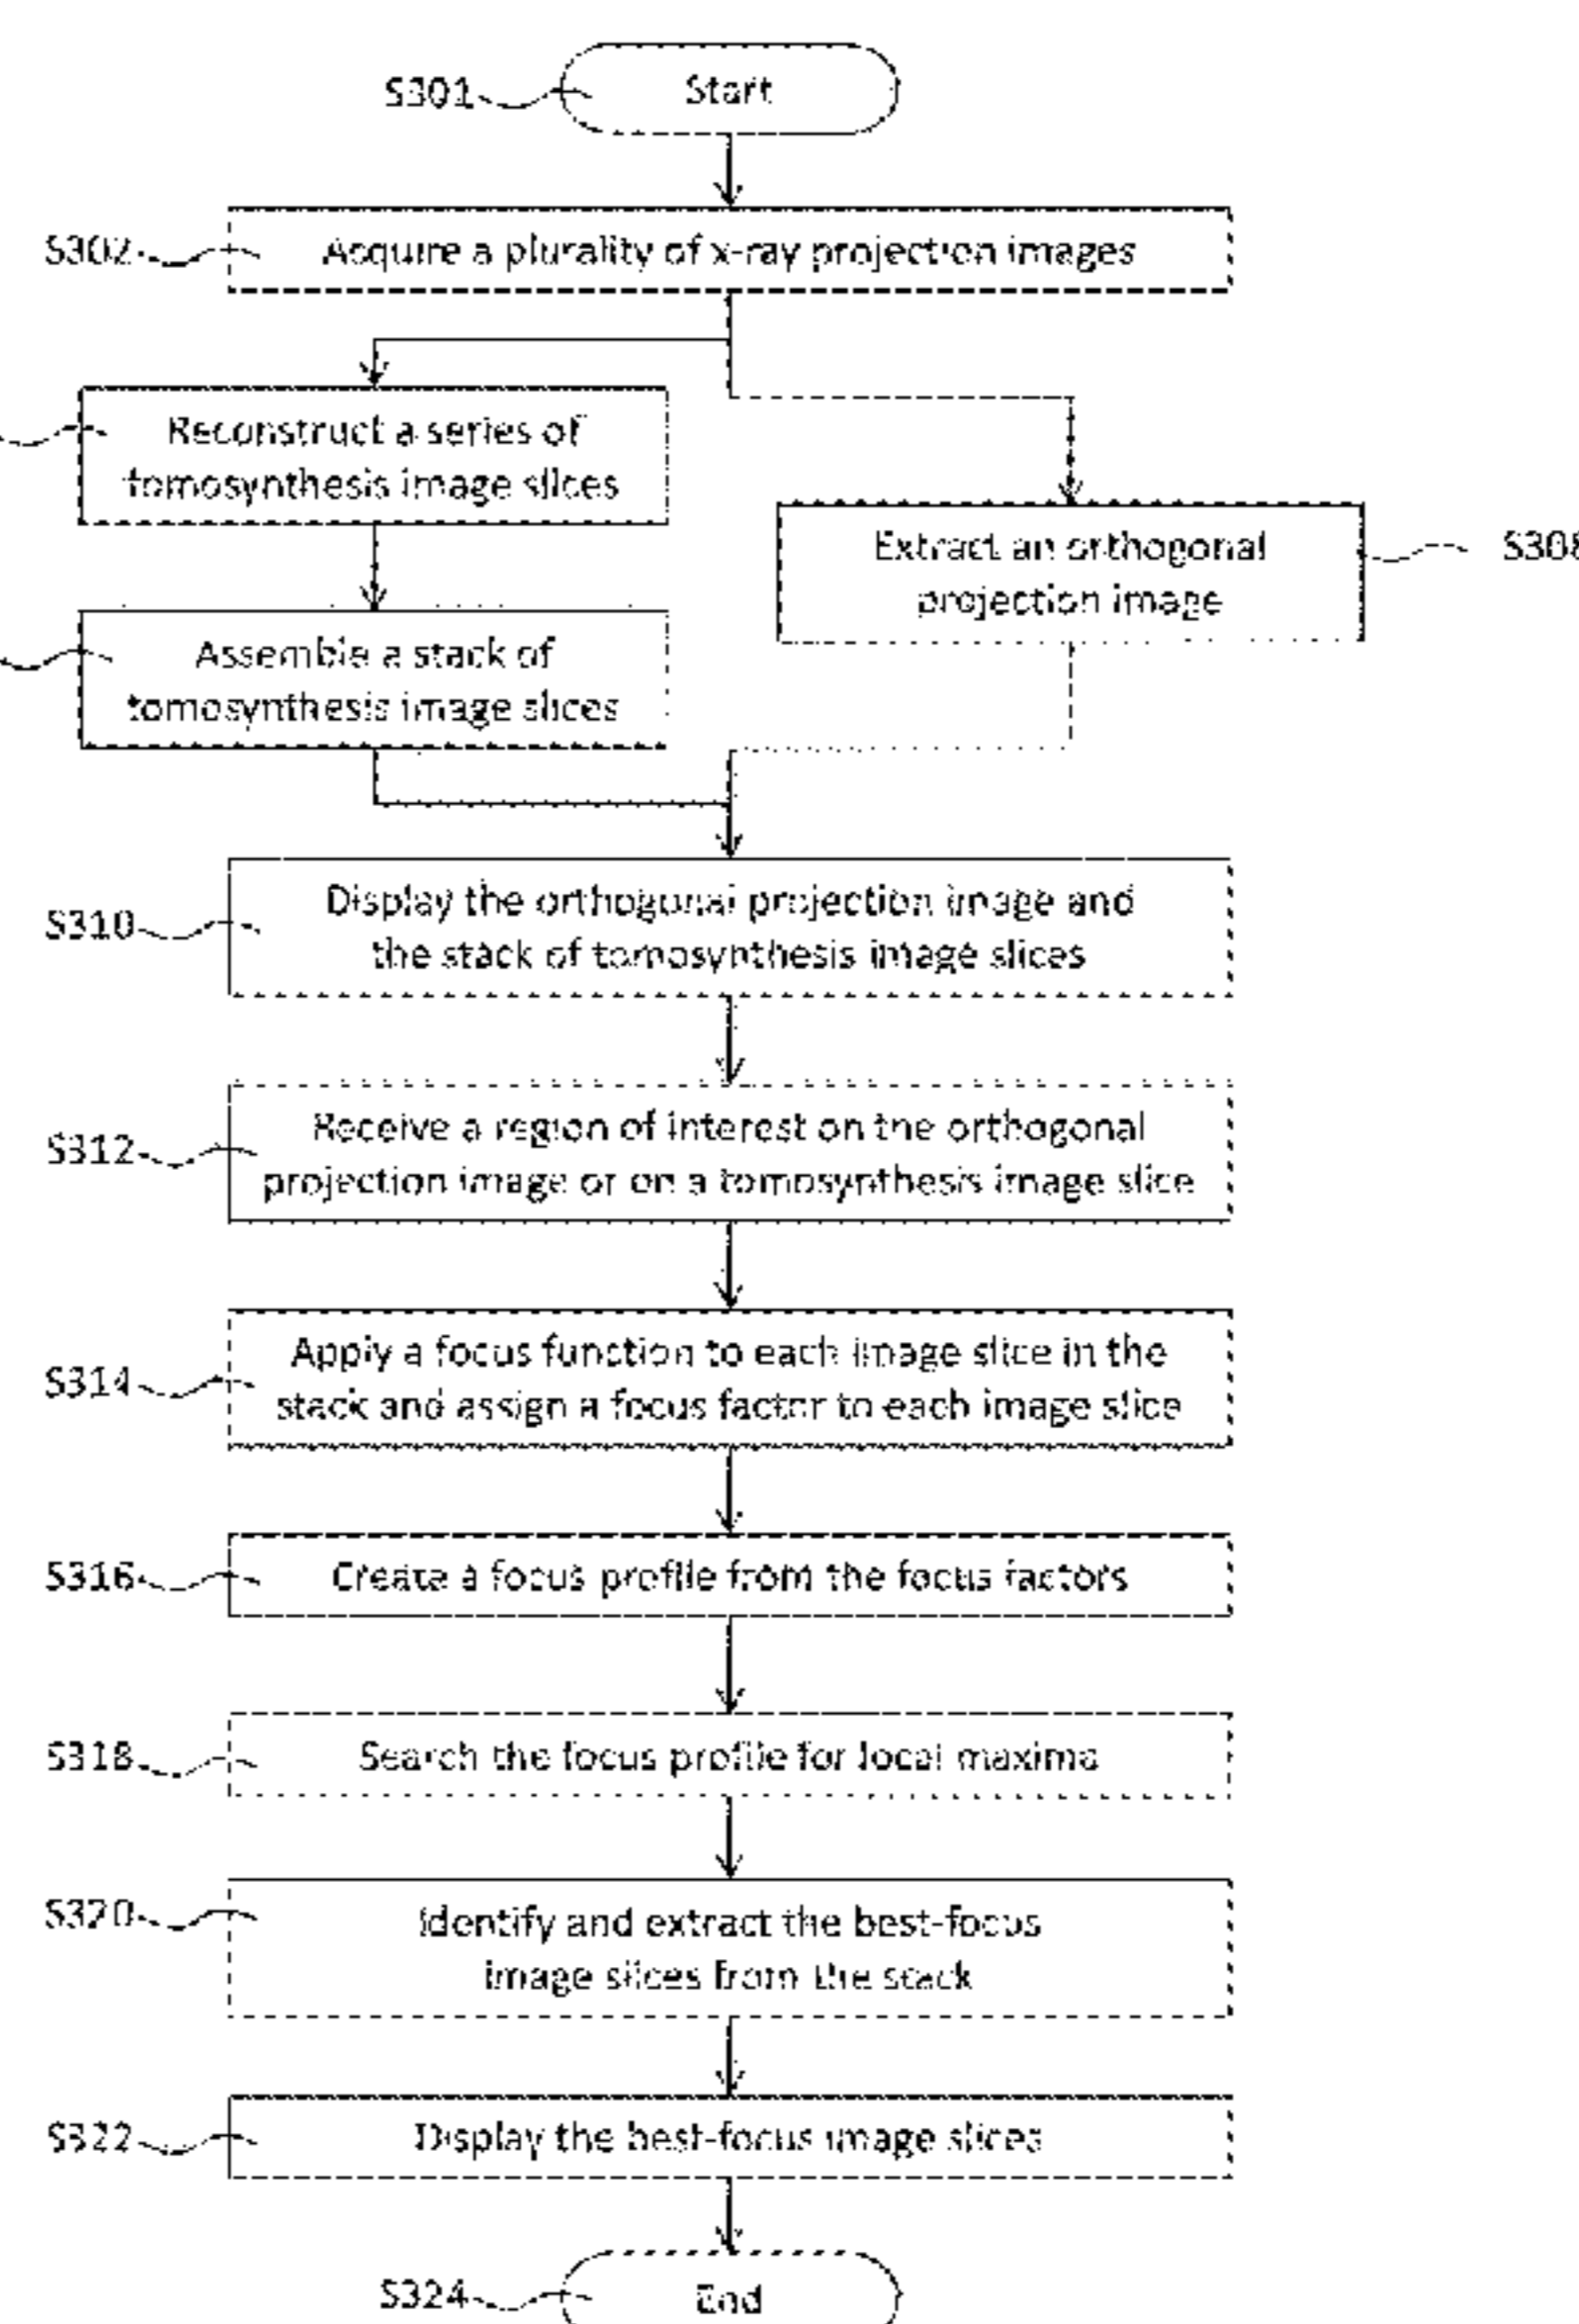 S301 Start
S302 Acquire a plurality of x-ray projection images
Reconstruct a series of
tomosynthesis image slices
Extract an orthogonal
projection image
S308
Assemble a stack of
tomosynthesis image slices
S310
Display the orthogonal projection image and
the stack of tomosynthesis image slices
S312
Receive a region of interest on the orthogonal
projection image or on a tomosynthesis image slice
S314
Apply a focus function to each image slice in the
stack and assign a focus factor to each image slice
S316 Create a focus profile from the focus factors
S318 Search the focus profile for local maxima
S320
Identify and extract the best-focus
image slices from the stack
S322 Display the best-focus image slices
S324 End